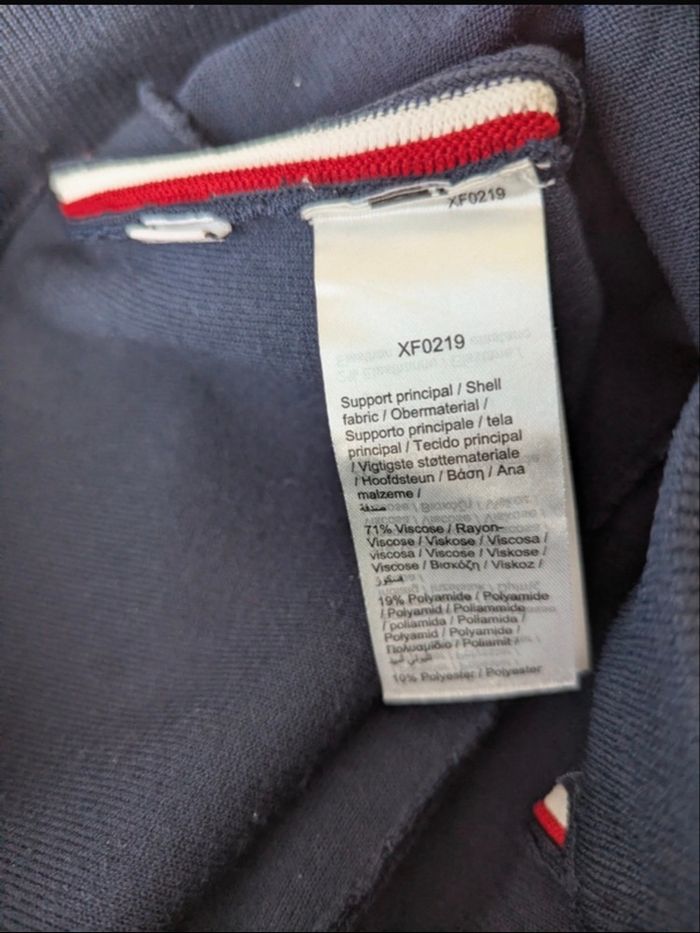 XF0219
XF0219
Support principal / Shell
fabric / Obermaterial /
Supporto principale / tela
principal / Tecido principal
/ Vigtigste støttemateriale
/ Hoofdsteun / Βάση / Ana
malzeme /
71% Viscose / Rayon-
Viscose / Viskose / Viscosa /
viscosa / Viscose / Viskose /
Viscose / Βισκόζη / Viskoz /
فسكوز
19% Polyamide / Polyamide
/ Polyamid / Poliammide
/ poliamida / Poliamida /
Polyamid / Polyamide /
Πολυαμίδιο / Poliamit /
10% Polyester / Polyester